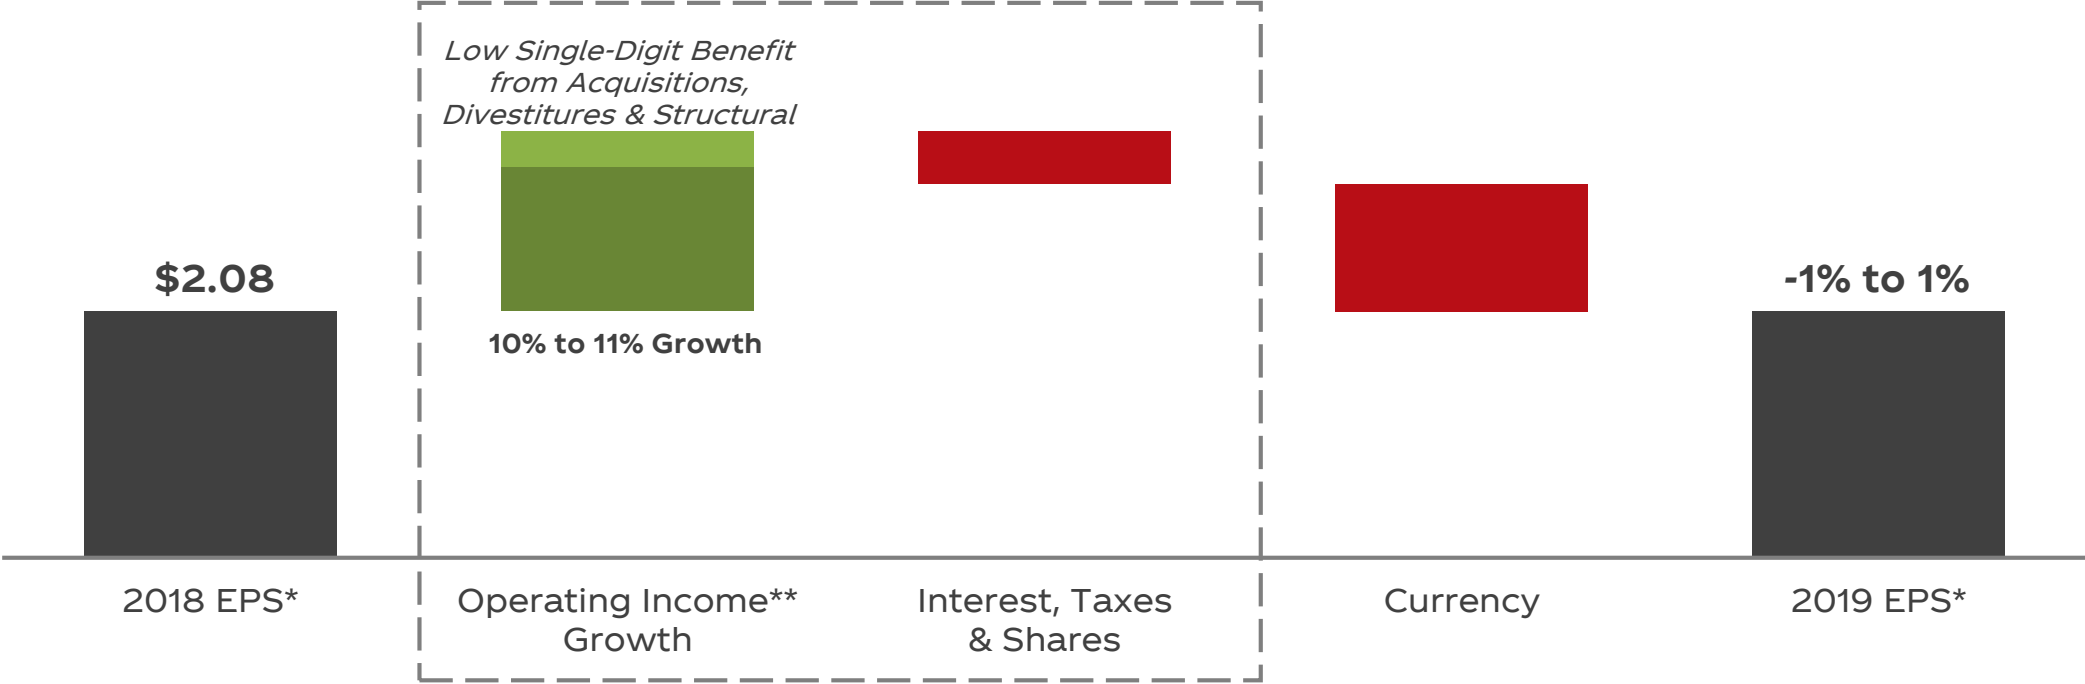 Low Single-Digit Benefit
from Acquisitions,
Divestitures & Structural
$2.08
-1% to 1%
10% to 11% Growth
2018 EPS*
Operating Income**
Growth
Interest, Taxes
& Shares
Currency
2019 EPS*